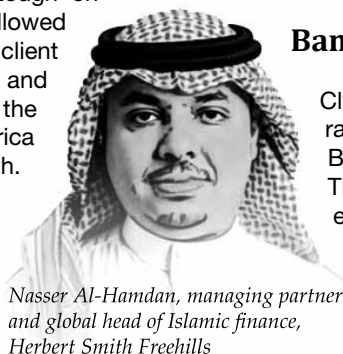 llowed
client
and
the
rica
h.
Ban
Cl
ra
B
T
e
Nasser Al-Hamdan, managing partner
and global head of Islamic finance,
Herbert Smith Freehills